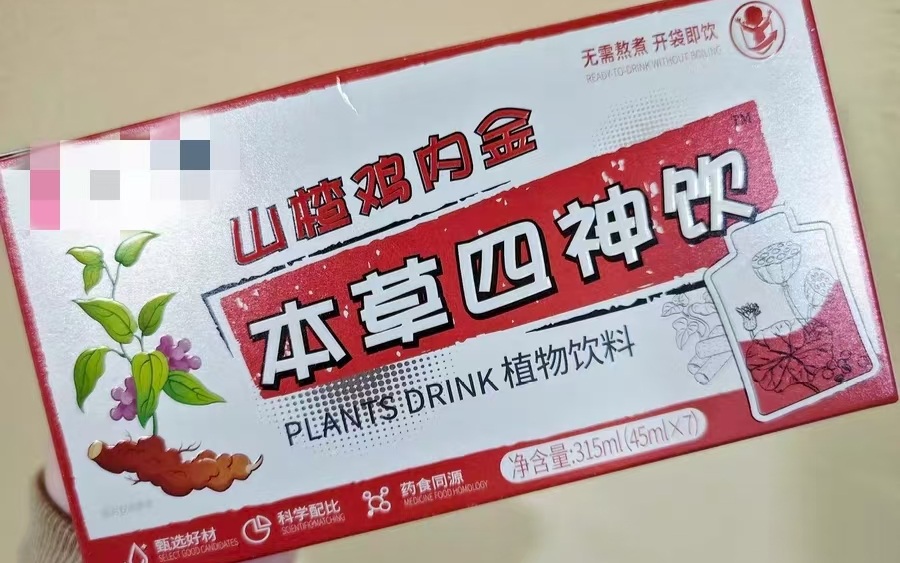 无需熬煮 开袋即饮
READY-TO-DRINK WITHOUT BOILING
山楂鸡内金
TM
本草四神饮
PLANTS DRINK 植物饮料
净含量:315ml(45ml×7)
甄选好材
SELECT GOOD CANDIDATES
科学配比
SCIENTIFIC MATCHING
药食同源
MEDICINE FOOD HOMOLOGY